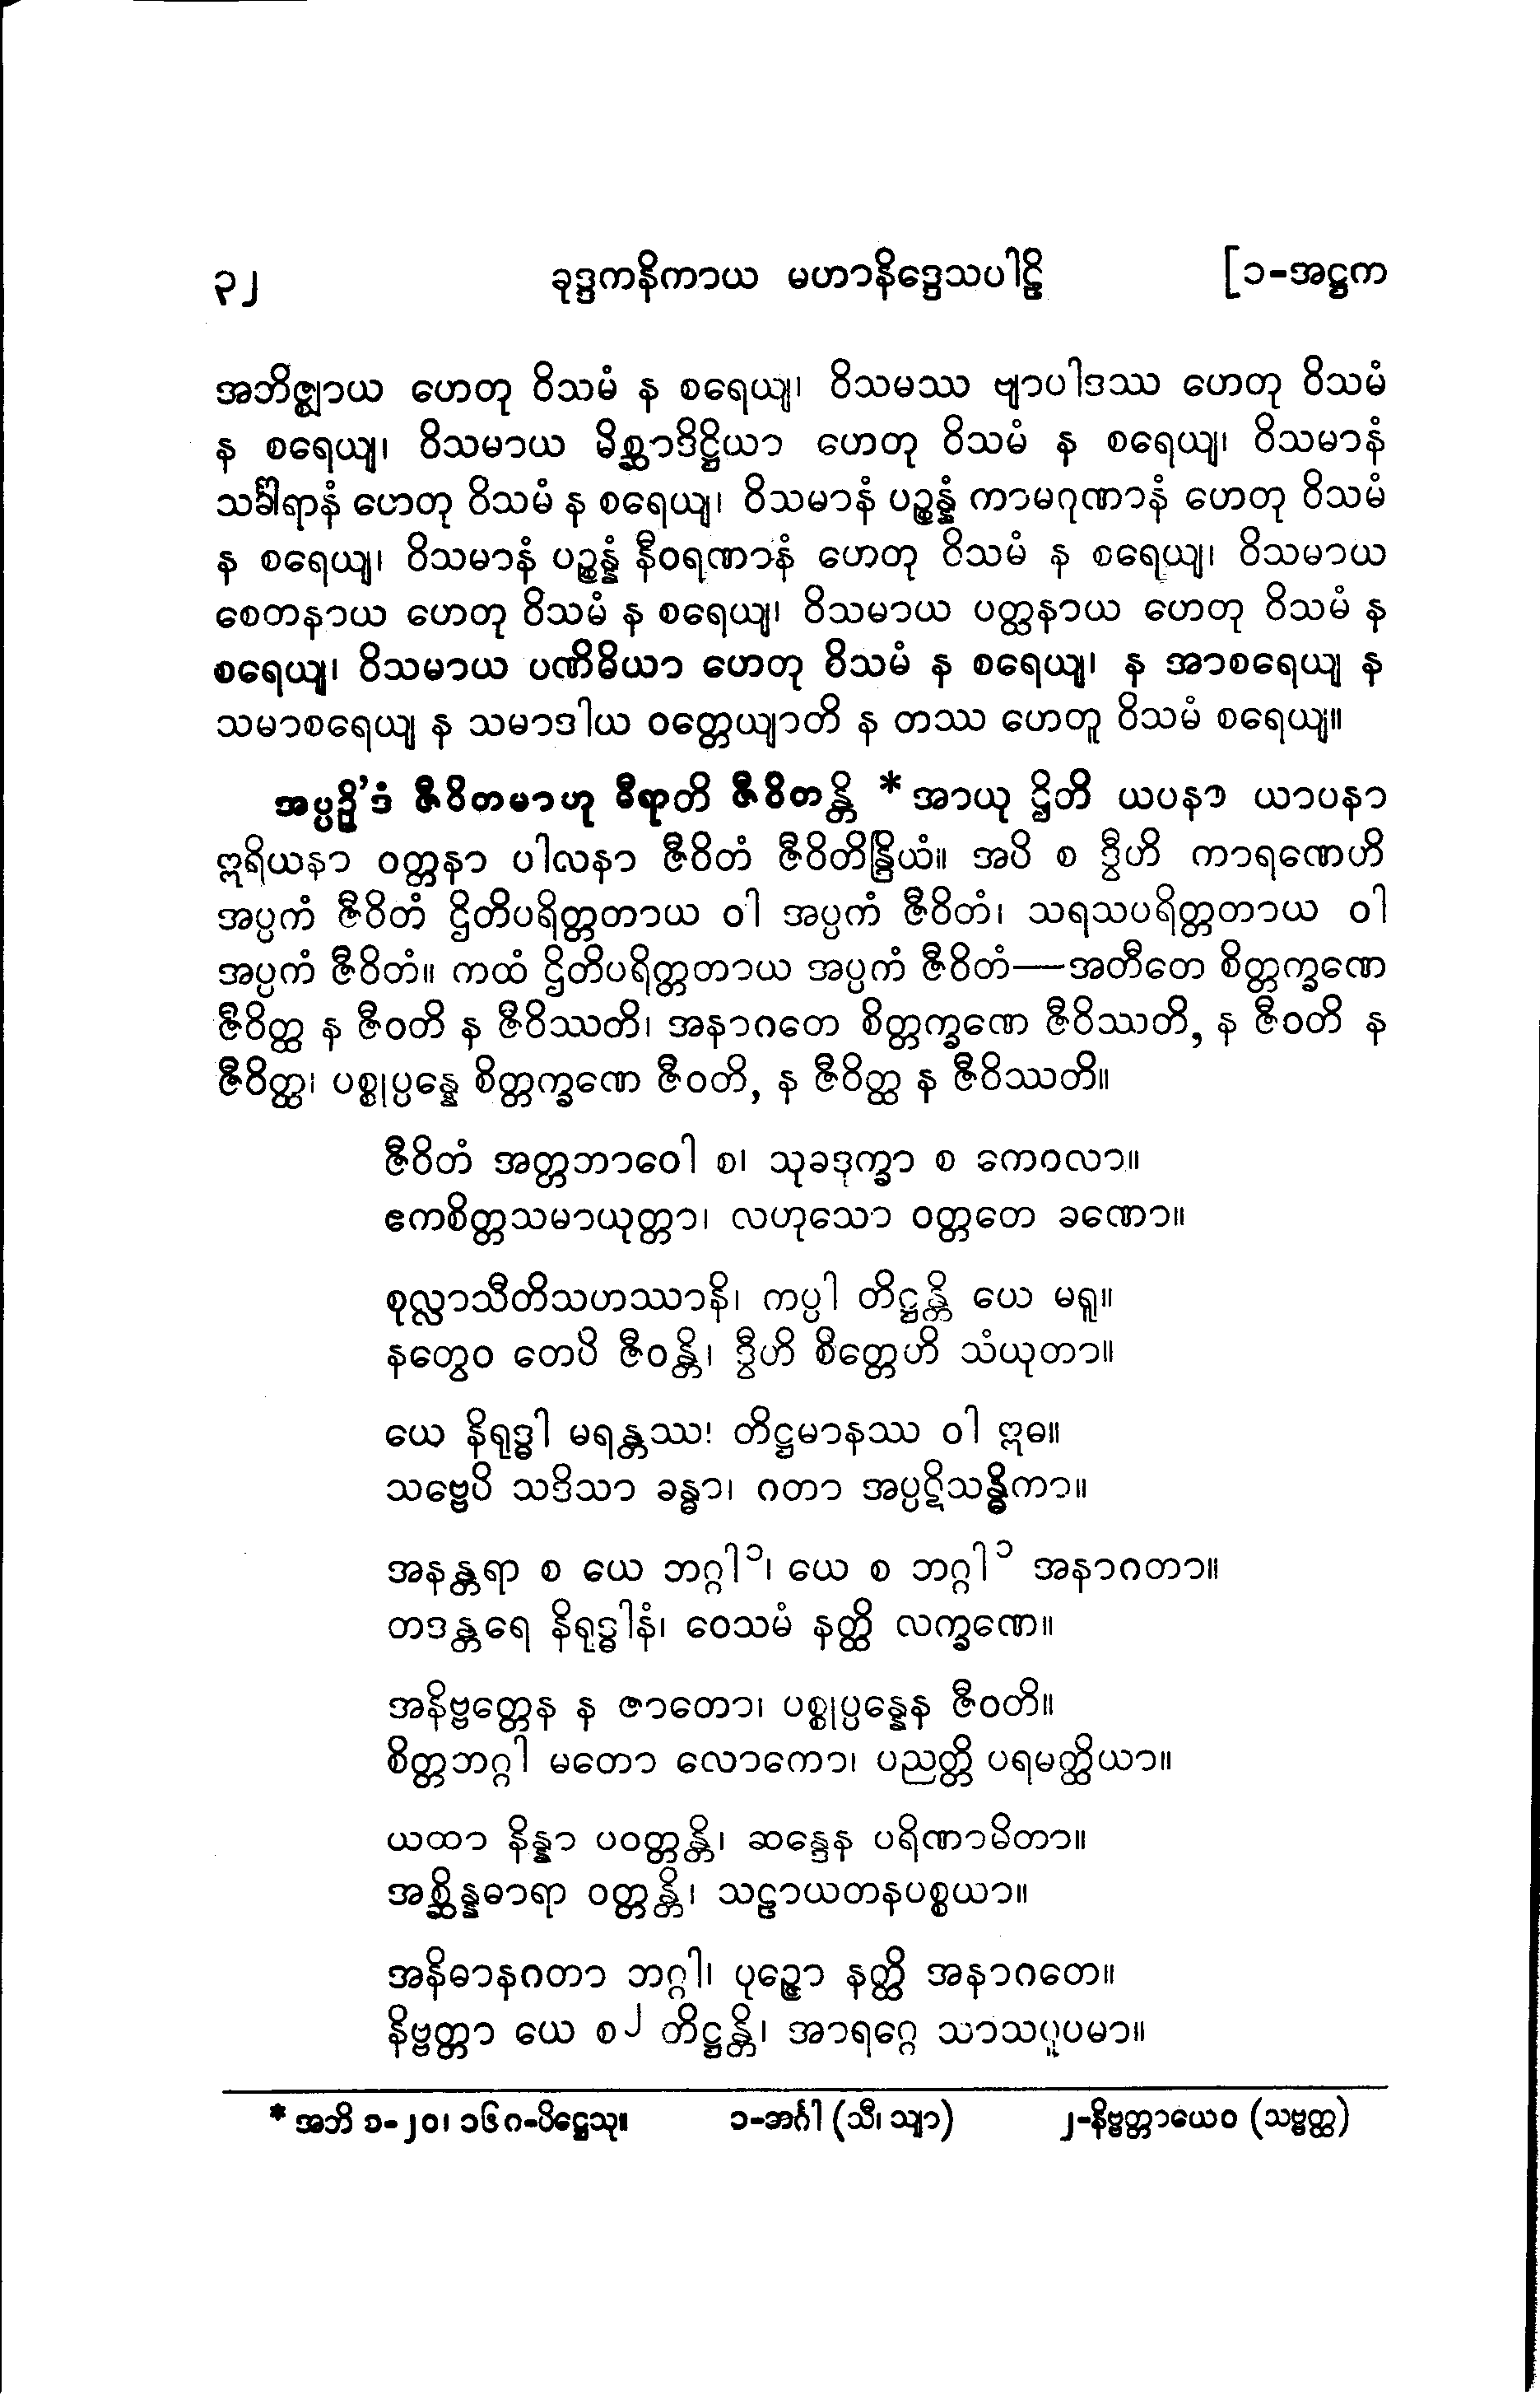 ၃၂ ခုဒ္ဒကနိကာယ မဟာနိဒ္ဒေသပါဠိ [၁-အဋ္ဌက
အဘိဇ္ဈာယ ဟေတု ဝိသမံ န စရေယျ၊ ဝိသမဿ ဗျာပါဒဿ ဟေတု ဝိသမံ
န စရေယျ၊ ဝိသမာယ မိစ္ဆာဒိဋ္ဌိယာ ဟေတု ဝိသမံ န စရေယျ၊ ဝိသမာနံ
သင်္ခါရာနံ ဟေတု ဝိသမံ န စရေယျ၊ ဝိသမာနံ ပဉ္စန္နံ ကာမဂုဏာနံ ဟေတု ဝိသမံ
န စရေယျ၊ ဝိသမာနံ ပဉ္စန္နံ နီဝရဏာနံ ဟေတု ဝိသမံ န စရေယျ၊ ဝိသမာယ
စေတနာယ ဟေတု ဝိသမံ န စရေယျ၊ ဝိသမာယ ပတ္ထနာယ ဟေတု ဝိသမံ န
စရေယျ၊ ဝိသမာယ ပဏိဓိယာ ဟေတု ဝိသမံ န စရေယျ၊ န အာစရေယျ န
သမာစရေယျ န သမာဒါယ ဝတ္တေယျာတိ န တဿ ဟေတူ ဝိသမံ စရေယျ။
အပ္ပဉှိ’ဒံ ဇီဝိတမာဟု ဓီရာတိ ဇီဝိတန္တိ * အာယု ဌိတိ ယပနာ ယာပနာ
ဣရိယနာ ဝတ္တနာ ပါလနာ ဇီဝိတံ ဇီဝိတိန္ဒြိယံ။ အပိ စ ဒွီဟိ ကာရဏေဟိ
အပ္ပကံ ဇီဝိတံ ဌိတိပရိတ္တတာယ ဝါ အပ္ပကံ ဇီဝိတံ၊ သရသပရိတ္တတာယ ဝါ
အပ္ပကံ ဇီဝိတံ။ ကထံ ဌိတိပရိတ္တတာယ အပ္ပကံ ဇီဝိတံ—အတီတေ စိတ္တက္ခဏေ
ဇီဝိတ္ထ န ဇီဝတိ န ဇီဝိဿတိ၊ အနာဂတေ စိတ္တက္ခဏေ ဇီဝိဿတိ, န ဇီဝတိ န
ဇီဝိတ္ထ၊ ပစ္စုပ္ပန္နေ စိတ္တက္ခဏေ ဇီဝတိ, န ဇီဝိတ္ထ န ဇီဝိဿတိ။
ဇီဝိတံ အတ္တဘာဝေါ စ၊ သုခဒုက္ခာ စ ကေဝလာ။
ဧကစိတ္တသမာယုတ္တာ၊ လဟုသော ဝတ္တတေ ခဏော။
စုလ္လာသီတိသဟဿာနိ၊ ကပ္ပါ တိဋ္ဌန္တိ ယေ မရူ။
နတွေဝ တေပိ ဇီဝန္တိ၊ ဒွီဟိ စိတ္တေဟိ သံယုတာ။
ယေ နိရုဒ္ဓါ မရန္တဿ၊ တိဋ္ဌမာနဿ ဝါ ဣဓ။
သဗ္ဗေပိ သဒိသာ ခန္ဓာ၊ ဂတာ အပ္ပဋိသန္ဓိကာ။
အနန္တရာ စ ယေ ဘဂ္ဂါ၁၊ ယေ စ ဘဂ္ဂါ၁ အနာဂတာ။
တဒန္တရေ နိရုဒ္ဓါနံ၊ ဝေသမံ နတ္ထိ လက္ခဏေ။
အနိဗ္ဗတ္တေန န ဇာတော၊ ပစ္စုပ္ပန္နေန ဇီဝတိ။
စိတ္တဘဂ္ဂါ မတော လောကော၊ ပညတ္တိ ပရမတ္ထိယာ။
ယထာ နိန္နာ ပဝတ္တန္တိ၊ ဆန္ဒေန ပရိဏာမိတာ။
အစ္ဆိန္နဓာရာ ဝတ္တန္တိ၊ သဠာယတနပစ္စယာ။
အနိဓာနဂတာ ဘဂ္ဂါ၊ ပုဉ္ဇော နတ္ထိ အနာဂတေ။
နိဗ္ဗတ္တာ ယေ စ၂ တိဋ္ဌန္တိ၊ အာရဂ္ဂေ သာသပူပမာ။
* အဘိ ၁-၂၀၊ ၁၆၈-ပိဋ္ဌေသု။ ၁-ဘင်္ဂါ (သီ၊ သျာ) ၂-နိဗ္ဗတ္တာယေဝ (သဗ္ဗတ္ထ)